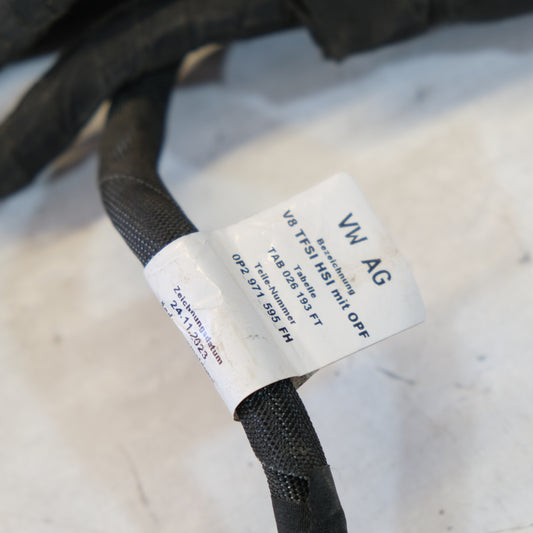 VW AG
Bezeichnung
V8 TFSI HSI mit OPF
Tabelle
TAB 026 193 FT
Teile-Nummer
0P2 971 595 FH
Zeichnungsdatum
24.11.2023